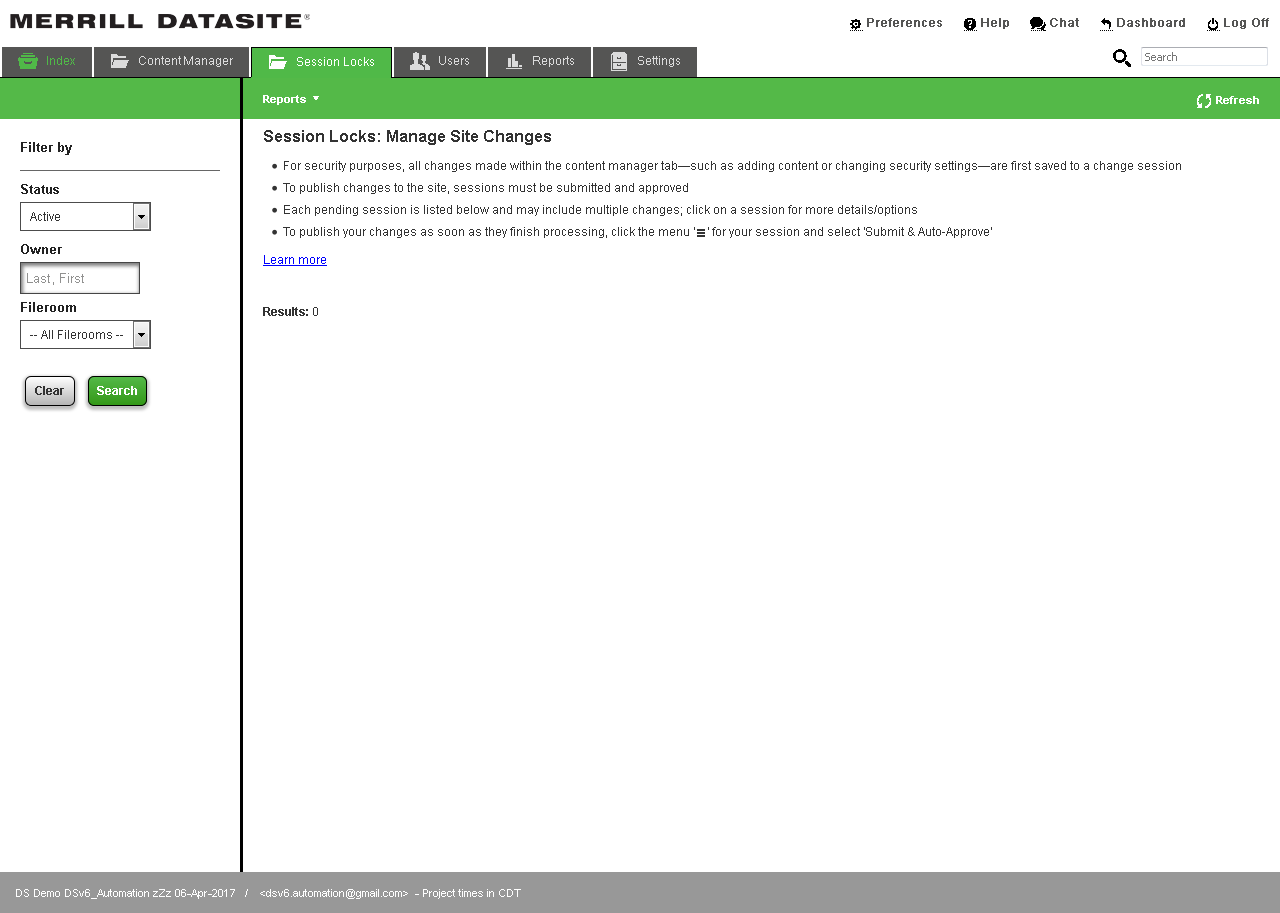 MERRILL DATASITE®
Preferences Help Chat Dashboard Log Off
Index Content Manager Session Locks Users Reports Settings Search
Reports Refresh
Filter by
Status
Active
Owner
Last, First
Fileroom
-- All Filerooms --
Clear Search
Session Locks: Manage Site Changes
• For security purposes, all changes made within the content manager tab—such as adding content or changing security settings—are first saved to a change session
• To publish changes to the site, sessions must be submitted and approved
• Each pending session is listed below and may include multiple changes; click on a session for more details/options
• To publish your changes as soon as they finish processing, click the menu '≡' for your session and select 'Submit & Auto-Approve'
Learn more
Results: 0
DS Demo DSv6_Automation zZz 06-Apr-2017 / <dsv6.automation@gmail.com> - Project times in CDT